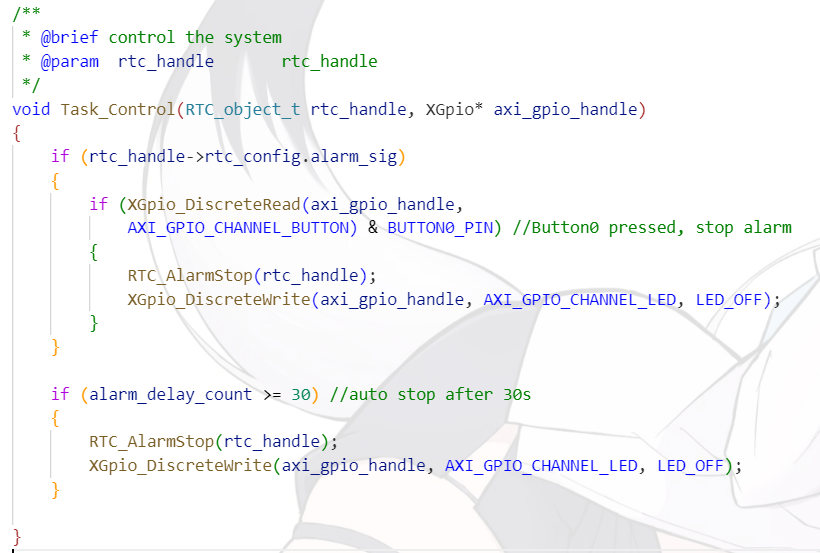 /**
 * @brief control the system
 * @param  rtc_handle       rtc_handle
 */
void Task_Control(RTC_object_t rtc_handle, XGpio* axi_gpio_handle)
{
    if (rtc_handle->rtc_config.alarm_sig)
    {
        if (XGpio_DiscreteRead(axi_gpio_handle,
            AXI_GPIO_CHANNEL_BUTTON) & BUTTON0_PIN) //Button0 pressed, stop alarm
        {
            RTC_AlarmStop(rtc_handle);
            XGpio_DiscreteWrite(axi_gpio_handle, AXI_GPIO_CHANNEL_LED, LED_OFF);
        }
    }

    if (alarm_delay_count >= 30) //auto stop after 30s
    {
        RTC_AlarmStop(rtc_handle);
        XGpio_DiscreteWrite(axi_gpio_handle, AXI_GPIO_CHANNEL_LED, LED_OFF);
    }

}